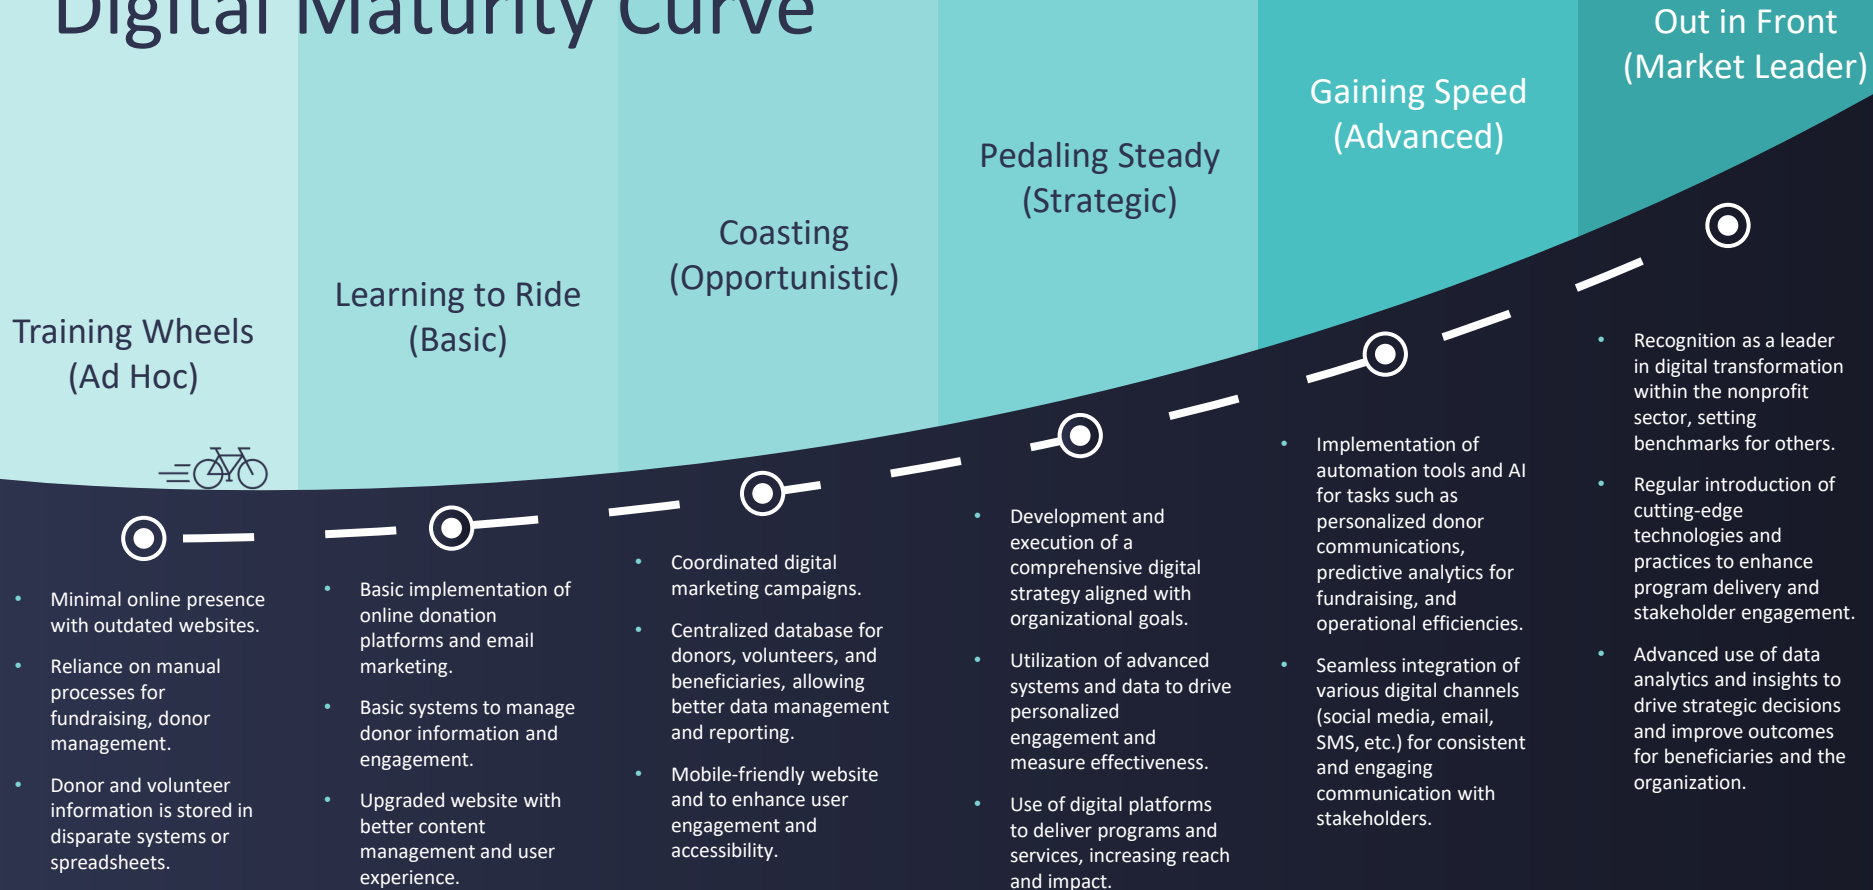 Digital Maturity Curve
Training Wheels
(Ad Hoc)
• Minimal online presence
with outdated websites.
• Reliance on manual
processes for
fundraising, donor
management.
• Donor and volunteer
information is stored in
disparate systems or
spreadsheets.
Learning to Ride
(Basic)
• Basic implementation of
online donation
platforms and email
marketing.
• Basic systems to manage
donor information and
engagement.
• Upgraded website with
better content
management and user
experience.
Coasting
(Opportunistic)
• Coordinated digital
marketing campaigns.
• Centralized database for
donors, volunteers, and
beneficiaries, allowing
better data management
and reporting.
• Mobile-friendly website
and to enhance user
engagement and
accessibility.
Pedaling Steady
(Strategic)
• Development and
execution of a
comprehensive digital
strategy aligned with
organizational goals.
• Utilization of advanced
systems and data to drive
personalized
engagement and
measure effectiveness.
• Use of digital platforms
to deliver programs and
services, increasing reach
and impact.
Gaining Speed
(Advanced)
• Implementation of
automation tools and AI
for tasks such as
personalized donor
communications,
predictive analytics for
fundraising, and
operational efficiencies.
• Seamless integration of
various digital channels
(social media, email,
SMS, etc.) for consistent
and engaging
communication with
stakeholders.
Out in Front
(Market Leader)
• Recognition as a leader
in digital transformation
within the nonprofit
sector, setting
benchmarks for others.
• Regular introduction of
cutting-edge
technologies and
practices to enhance
program delivery and
stakeholder engagement.
• Advanced use of data
analytics and insights to
drive strategic decisions
and improve outcomes
for beneficiaries and the
organization.